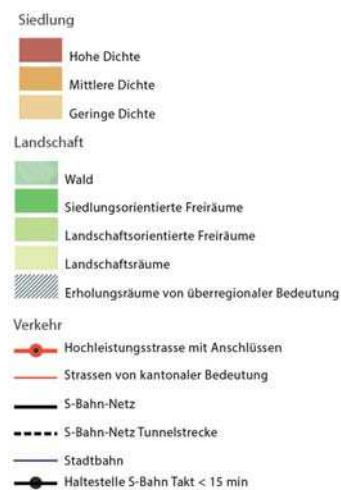 Siedlung
Hohe Dichte
Mittlere Dichte
Geringe Dichte
Landschaft
Wald
Siedlungsorientierte Freiräume
Landschaftsorientierte Freiräume
Landschaftsräume
Erholungsräume von überregionaler Bedeutung
Verkehr
Hochleistungsstrasse mit Anschlüssen
Strassen von kantonaler Bedeutung
S-Bahn-Netz
S-Bahn-Netz Tunnelstrecke
Stadtbahn
Haltestelle S-Bahn Takt < 15 min